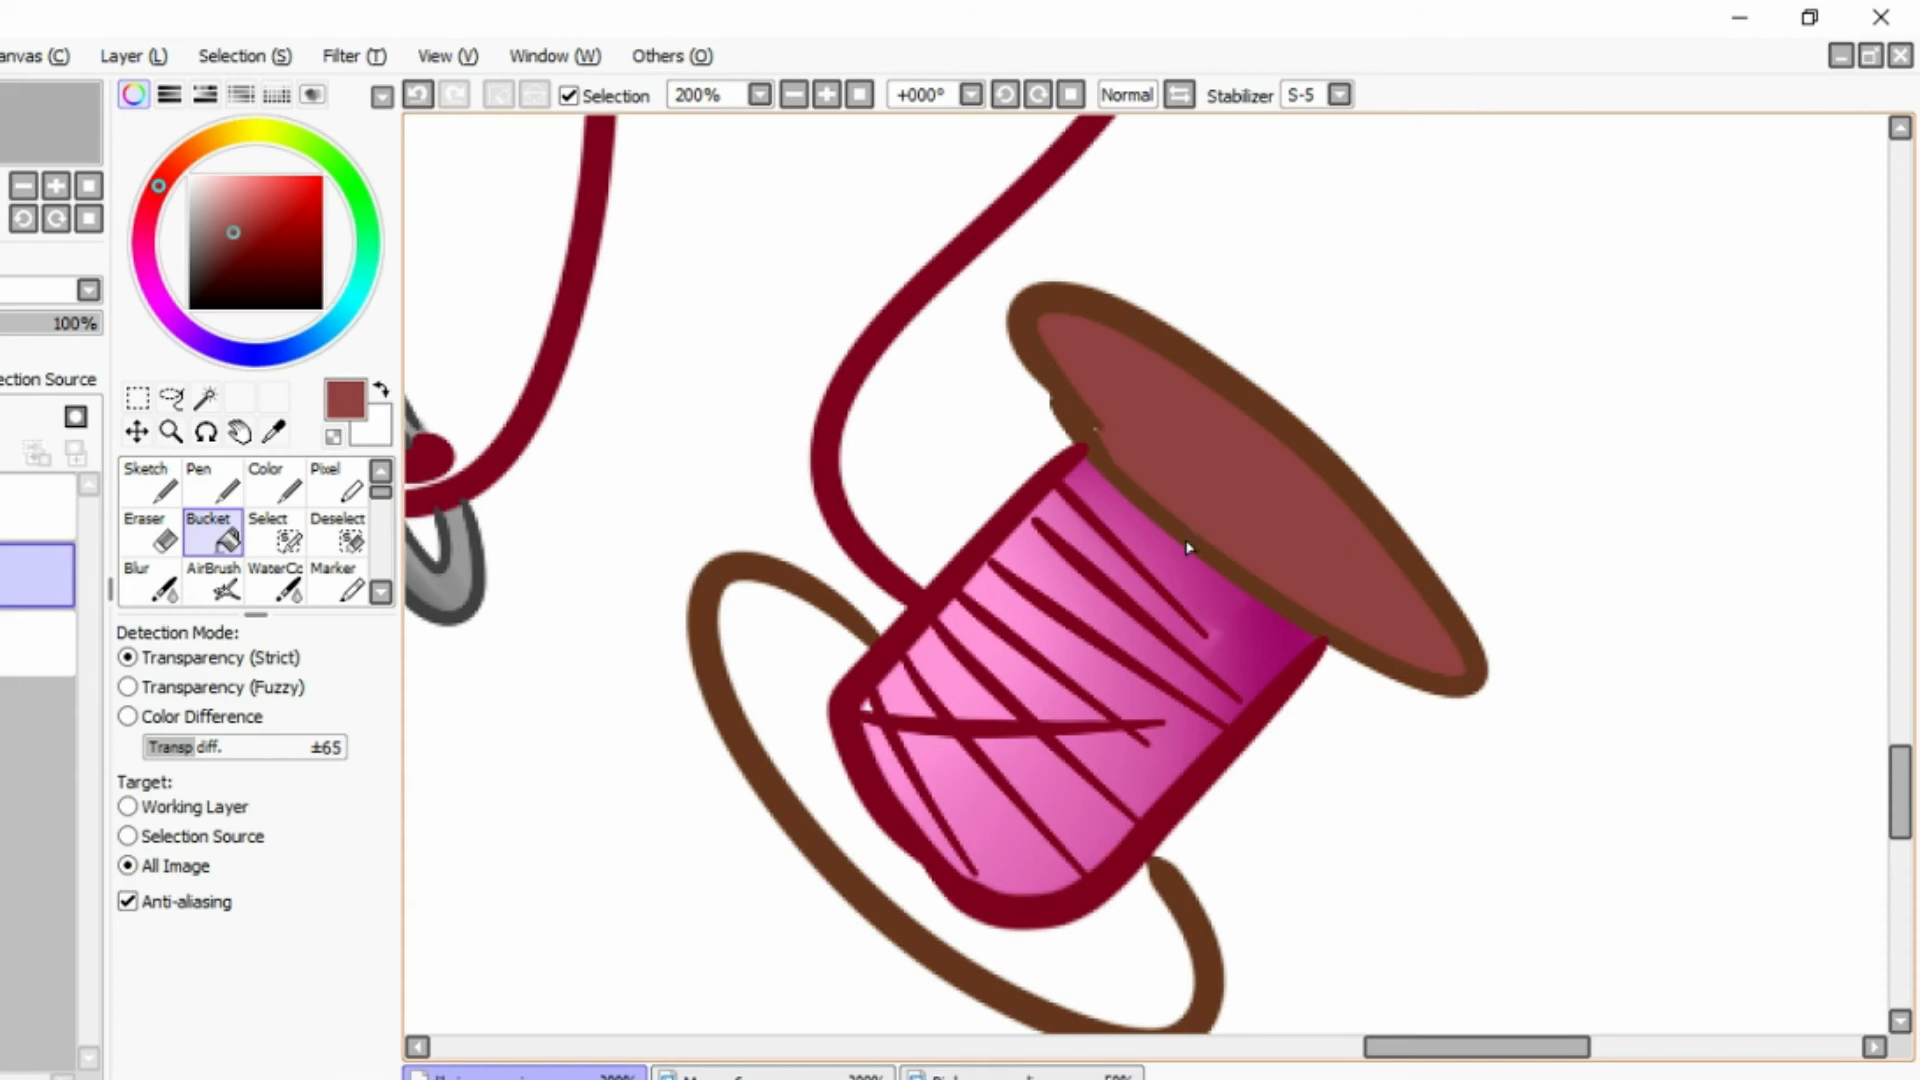 anvas (C) Layer (L) Selection (S) Filter (T) View (V) Window (W) Others (O)
Selection 200% +000° Normal Stabilizer S-5
100%
ection Source
Sketch Pen Color Pixel
Eraser Bucket Select Deselect
Blur AirBrush WaterCc Marker
Detection Mode:
Transparency (Strict)
Transparency (Fuzzy)
Color Difference
Transp diff. ±65
Target:
Working Layer
Selection Source
All Image
Anti-aliasing